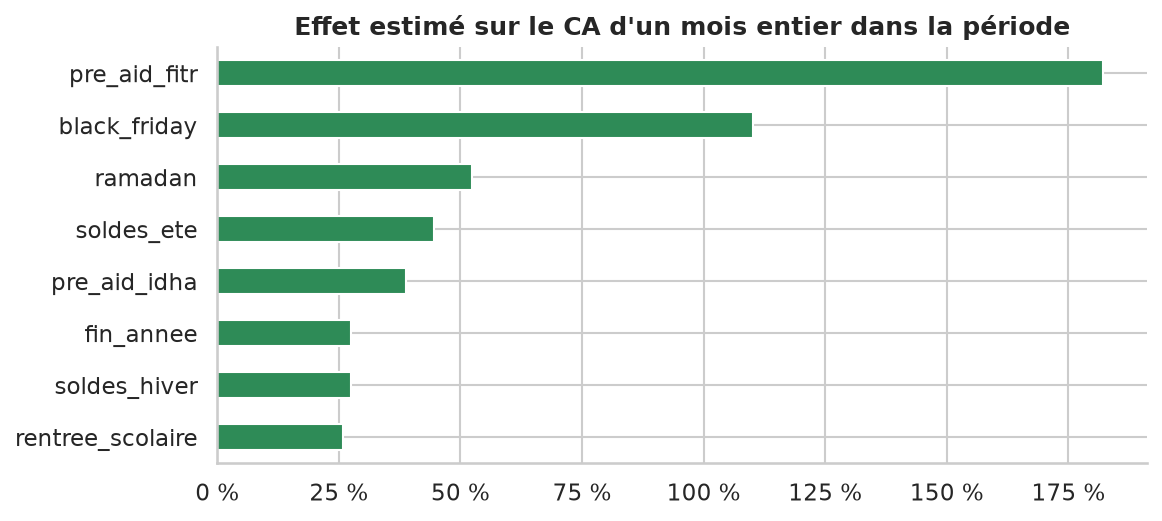 Effet estimé sur le CA d'un mois entier dans la période
pre_aid_fitr
black_friday
ramadan
soldes_ete
pre_aid_idha
fin_annee
soldes_hiver
rentree_scolaire
0 % 25 % 50 % 75 % 100 % 125 % 150 % 175 %